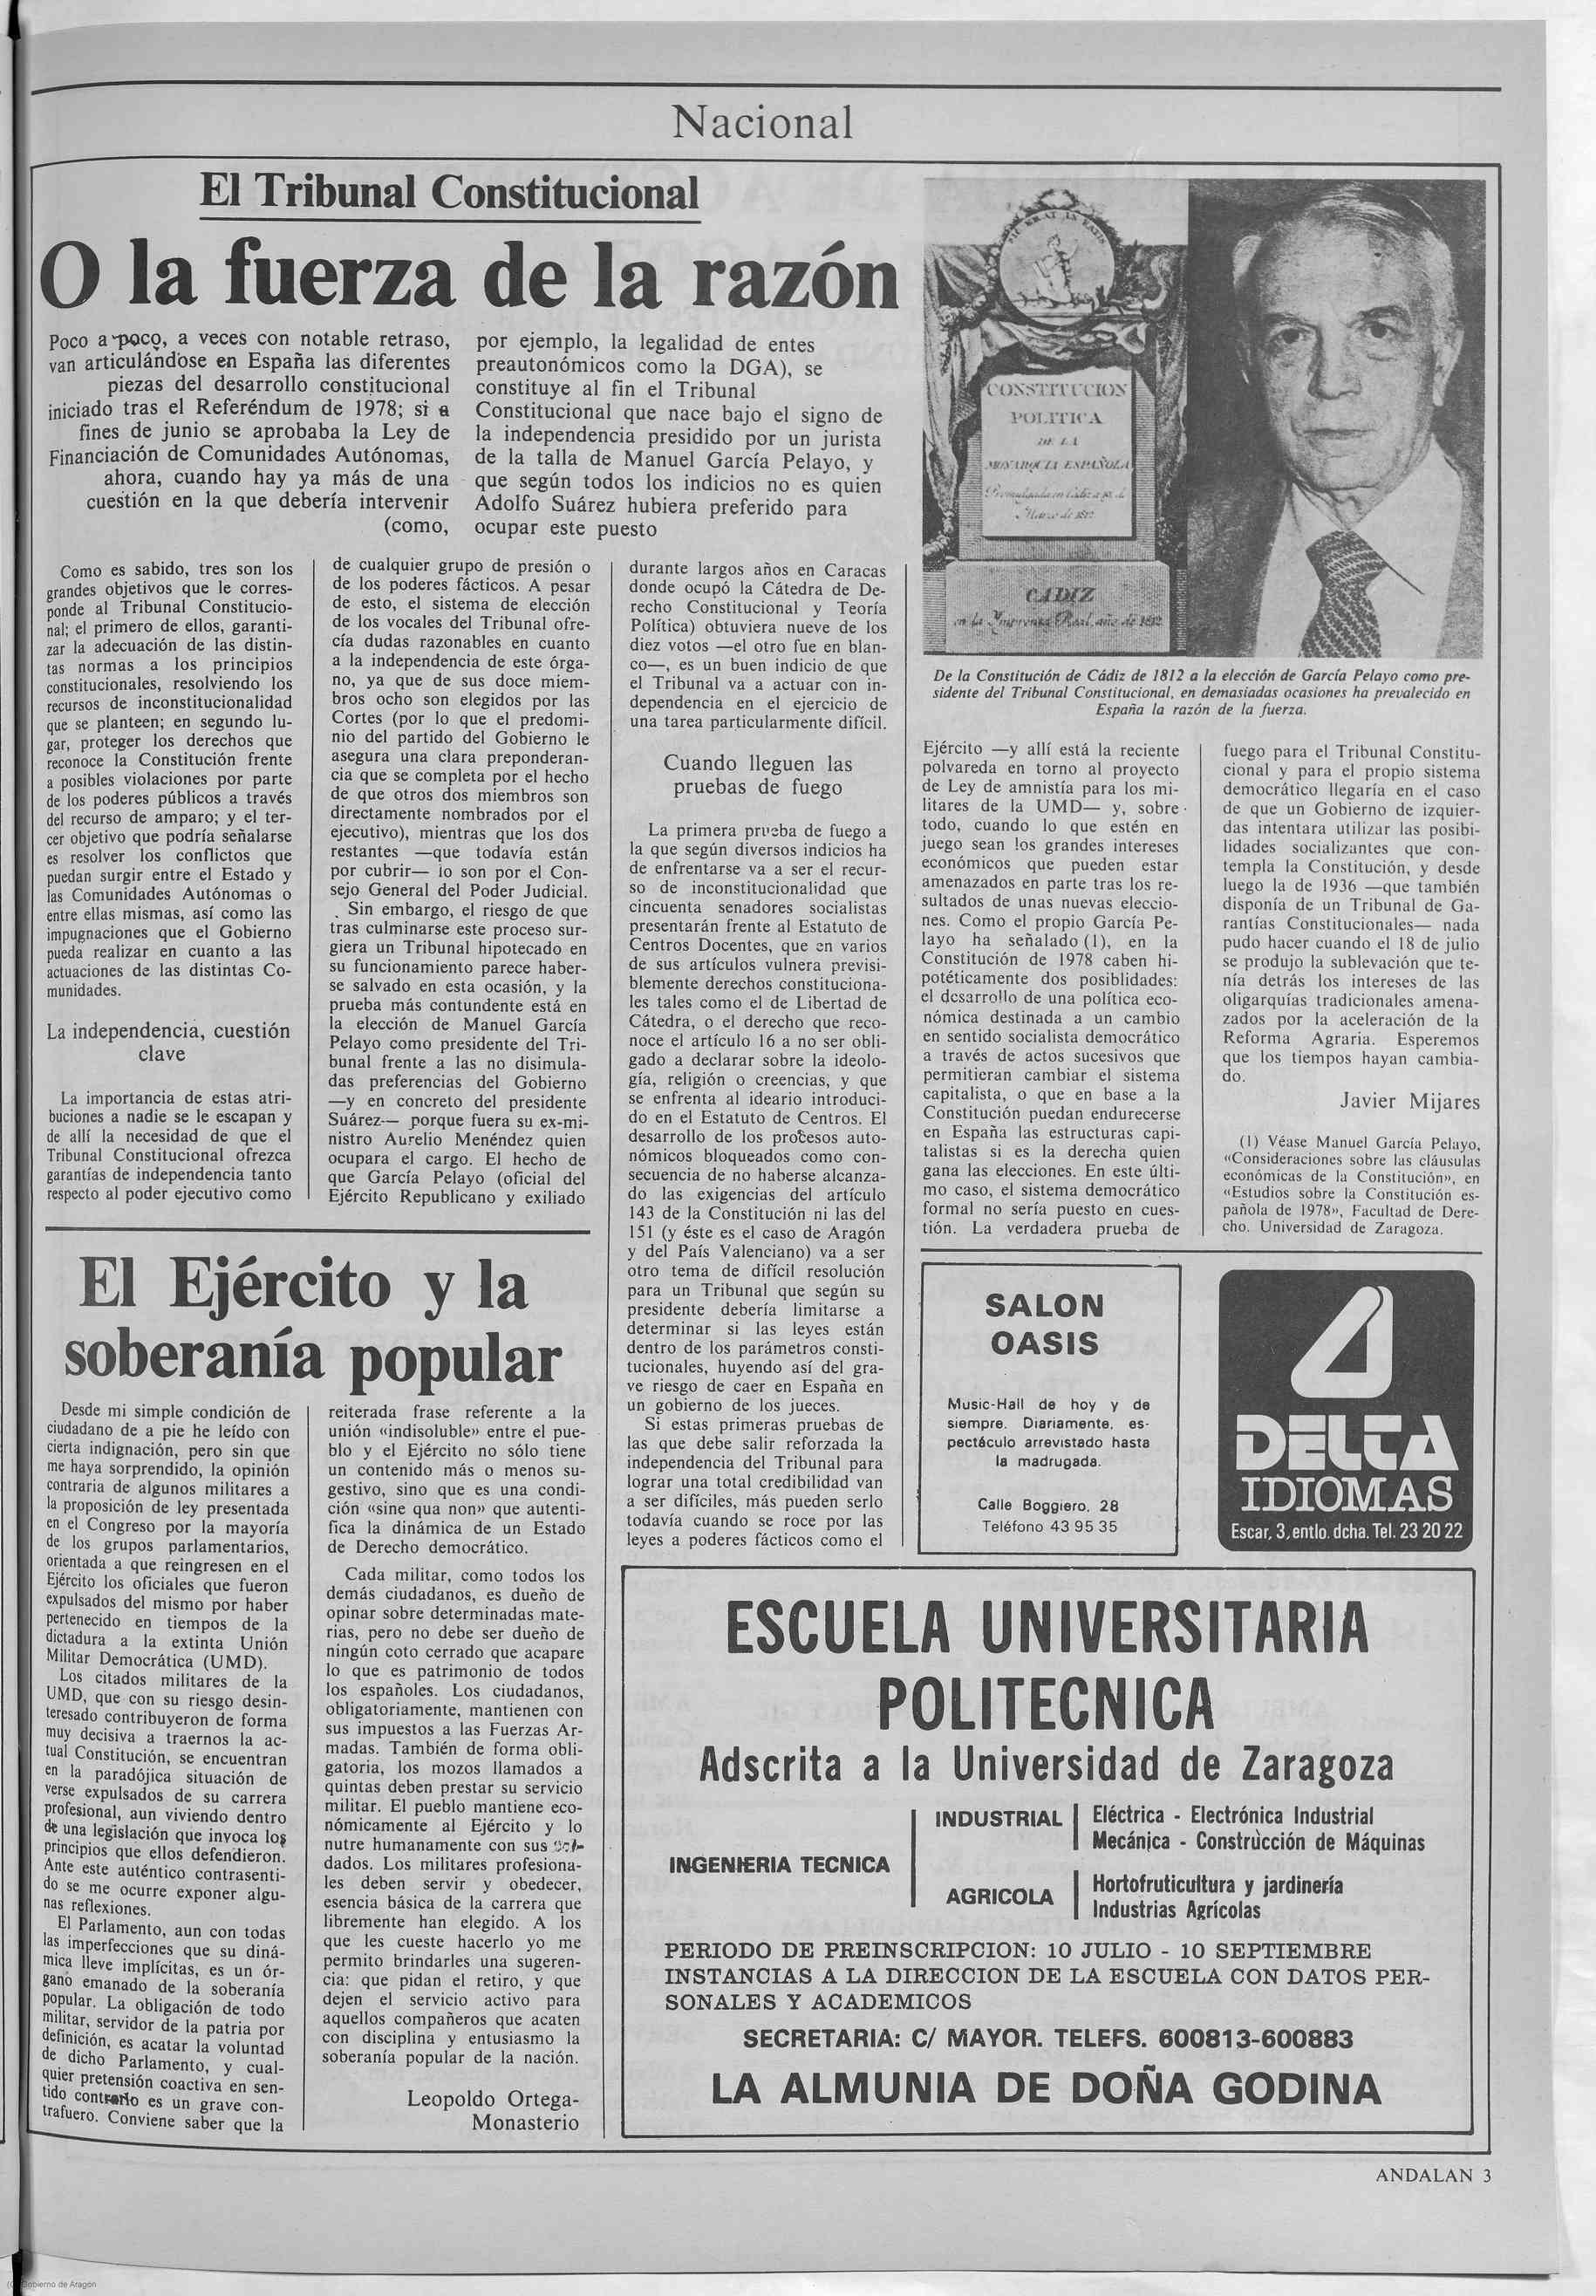 Nacional
El Tribunal Constitucional
O la fuerza de la razón
Poco a poco, a veces con notable retraso,
van articulándose en España las diferentes
piezas del desarrollo constitucional
iniciado tras el Referéndum de 1978; si a
fines de junio se aprobaba la Ley de
Financiación de Comunidades Autónomas,
ahora, cuando hay ya más de una
cuestión en la que debería intervenir
(como,
por ejemplo, la legalidad de entes
preautonómicos como la DGA), se
constituye al fin el Tribunal
Constitucional que nace bajo el signo de
la independencia presidido por un jurista
de la talla de Manuel García Pelayo, y
que según todos los indicios no es quien
Adolfo Suárez hubiera preferido para
ocupar este puesto
Como es sabido, tres son los
grandes objetivos que le corres-
ponde al Tribunal Constitucio-
nal; el primero de ellos, garanti-
zar la adecuación de las distin-
tas normas a los principios
constitucionales, resolviendo los
recursos de inconstitucionalidad
que se planteen; en segundo lu-
gar, proteger los derechos que
reconoce la Constitución frente
a posibles violaciones por parte
de los poderes públicos a través
del recurso de amparo; y el ter-
cer objetivo que podría señalarse
es resolver los conflictos que
puedan surgir entre el Estado y
las Comunidades Autónomas o
entre ellas mismas, así como las
impugnaciones que el Gobierno
pueda realizar en cuanto a las
actuaciones de las distintas Co-
munidades.
La independencia, cuestión
clave
La importancia de estas atri-
buciones a nadie se le escapan y
de allí la necesidad de que el
Tribunal Constitucional ofrezca
garantías de independencia tanto
respecto al poder ejecutivo como
de cualquier grupo de presión o
de los poderes fácticos. A pesar
de esto, el sistema de elección
de los vocales del Tribunal ofre-
cía dudas razonables en cuanto
a la independencia de este órga-
no, ya que de sus doce miem-
bros ocho son elegidos por las
Cortes (por lo que el predomi-
nio del partido del Gobierno le
asegura una clara preponderan-
cia que se completa por el hecho
de que otros dos miembros son
directamente nombrados por el
ejecutivo), mientras que los dos
restantes —que todavía están
por cubrir— lo son por el Con-
sejo General del Poder Judicial.
Sin embargo, el riesgo de que
tras culminarse este proceso sur-
giera un Tribunal hipotecado en
su funcionamiento parece haber-
se salvado en esta ocasión, y la
prueba más contundente está en
la elección de Manuel García
Pelayo como presidente del Tri-
bunal frente a las no disimula-
das preferencias del Gobierno
—y en concreto del presidente
Suárez— porque fuera su ex-mi-
nistro Aurelio Menéndez quien
ocupara el cargo. El hecho de
que García Pelayo (oficial del
Ejército Republicano y exiliado
durante largos años en Caracas
donde ocupó la Cátedra de De-
recho Constitucional y Teoría
Política) obtuviera nueve de los
diez votos —el otro fue en blan-
co—, es un buen indicio de que
el Tribunal va a actuar con in-
dependencia en el ejercicio de
una tarea particularmente difícil.
Cuando lleguen las
pruebas de fuego
La primera prueba de fuego a
la que según diversos indicios ha
de enfrentarse va a ser el recur-
so de inconstitucionalidad que
cincuenta senadores socialistas
presentarán frente al Estatuto de
Centros Docentes, que en varios
de sus artículos vulnera previsi-
blemente derechos constituciona-
les tales como el de Libertad de
Cátedra, o el derecho que reco-
noce el artículo 16 a no ser obli-
gado a declarar sobre la ideolo-
gía, religión o creencias, y que
se enfrenta al ideario introduci-
do en el Estatuto de Centros. El
desarrollo de los procesos auto-
nómicos bloqueados como con-
secuencia de no haberse alcanza-
do las exigencias del artículo
143 de la Constitución ni las del
151 (y éste es el caso de Aragón
y del País Valenciano) va a ser
otro tema de difícil resolución
para un Tribunal que según su
presidente debería limitarse a
determinar si las leyes están
dentro de los parámetros consti-
tucionales, huyendo así del gra-
ve riesgo de caer en España en
un gobierno de los jueces.
Si estas primeras pruebas de
las que debe salir reforzada la
independencia del Tribunal para
lograr una total credibilidad van
a ser difíciles, más pueden serlo
todavía cuando se roce por las
leyes a poderes fácticos como el
CONSTITUCION
POLITICA
DE LA
MONARQUIA ESPAÑOLA
Promulgada en Cádiz a 19 de
Marzo de 1812
CADIZ
en la Imprenta Real, año de 1812
De la Constitución de Cádiz de 1812 a la elección de García Pelayo como pre-
sidente del Tribunal Constitucional, en demasiadas ocasiones ha prevalecido en
España la razón de la fuerza.
Ejército —y allí está la reciente
polvareda en torno al proyecto
de Ley de amnistía para los mi-
litares de la UMD— y, sobre
todo, cuando lo que estén en
juego sean los grandes intereses
económicos que pueden estar
amenazados en parte tras los re-
sultados de unas nuevas eleccio-
nes. Como el propio García Pe-
layo ha señalado (1), en la
Constitución de 1978 caben hi-
potéticamente dos posiblidades:
el desarrollo de una política eco-
nómica destinada a un cambio
en sentido socialista democrático
a través de actos sucesivos que
permitieran cambiar el sistema
capitalista, o que en base a la
Constitución puedan endurecerse
en España las estructuras capi-
talistas si es la derecha quien
gana las elecciones. En este últi-
mo caso, el sistema democrático
formal no sería puesto en cues-
tión. La verdadera prueba de
fuego para el Tribunal Constitu-
cional y para el propio sistema
democrático llegaría en el caso
de que un Gobierno de izquier-
das intentara utilizar las posibi-
lidades socializantes que con-
templa la Constitución, y desde
luego la de 1936 —que también
disponía de un Tribunal de Ga-
rantías Constitucionales— nada
pudo hacer cuando el 18 de julio
se produjo la sublevación que te-
nía detrás los intereses de las
oligarquías tradicionales amena-
zados por la aceleración de la
Reforma Agraria. Esperemos
que los tiempos hayan cambia-
do.
Javier Mijares
(1) Véase Manuel García Pelayo,
«Consideraciones sobre las cláusulas
económicas de la Constitución», en
«Estudios sobre la Constitución es-
pañola de 1978», Facultad de Dere-
cho. Universidad de Zaragoza.
El Ejército y la
soberanía popular
Desde mi simple condición de
ciudadano de a pie he leído con
cierta indignación, pero sin que
me haya sorprendido, la opinión
contraria de algunos militares a
la proposición de ley presentada
en el Congreso por la mayoría
de los grupos parlamentarios,
orientada a que reingresen en el
Ejército los oficiales que fueron
expulsados del mismo por haber
pertenecido en tiempos de la
dictadura a la extinta Unión
Militar Democrática (UMD).
Los citados militares de la
UMD, que con su riesgo desin-
teresado contribuyeron de forma
muy decisiva a traernos la ac-
tual Constitución, se encuentran
en la paradójica situación de
verse expulsados de su carrera
profesional, aun viviendo dentro
de una legislación que invoca los
principios que ellos defendieron.
Ante este auténtico contrasenti-
do se me ocurre exponer algu-
nas reflexiones.
El Parlamento, aun con todas
las imperfecciones que su diná-
mica lleve implícitas, es un ór-
gano emanado de la soberanía
popular. La obligación de todo
militar, servidor de la patria por
definición, es acatar la voluntad
de dicho Parlamento, y cual-
quier pretensión coactiva en sen-
tido contrario es un grave con-
trafuero. Conviene saber que la
reiterada frase referente a la
unión «indisoluble» entre el pue-
blo y el Ejército no sólo tiene
un contenido más o menos su-
gestivo, sino que es una condi-
ción «sine qua non» que autenti-
fica la dinámica de un Estado
de Derecho democrático.
Cada militar, como todos los
demás ciudadanos, es dueño de
opinar sobre determinadas mate-
rias, pero no debe ser dueño de
ningún coto cerrado que acapare
lo que es patrimonio de todos
los españoles. Los ciudadanos,
obligatoriamente, mantienen con
sus impuestos a las Fuerzas Ar-
madas. También de forma obli-
gatoria, los mozos llamados a
quintas deben prestar su servicio
militar. El pueblo mantiene eco-
nómicamente al Ejército y lo
nutre humanamente con sus sol-
dados. Los militares profesiona-
les deben servir y obedecer,
esencia básica de la carrera que
libremente han elegido. A los
que les cueste hacerlo yo me
permito brindarles una sugeren-
cia: que pidan el retiro, y que
dejen el servicio activo para
aquellos compañeros que acaten
con disciplina y entusiasmo la
soberanía popular de la nación.
Leopoldo Ortega-
Monasterio
SALON
OASIS
Music-Hall de hoy y de
siempre. Diariamente, es-
pectáculo arrevistado hasta
la madrugada.
Calle Boggiero, 28
Teléfono 43 95 35
DELTA
IDIOMAS
Escar, 3, entlo. dcha. Tel. 23 20 22
ESCUELA UNIVERSITARIA
POLITECNICA
Adscrita a la Universidad de Zaragoza
INGENIERIA TECNICA
INDUSTRIAL
Eléctrica - Electrónica Industrial
Mecánica - Construcción de Máquinas
AGRICOLA
Hortofruticultura y jardinería
Industrias Agrícolas
PERIODO DE PREINSCRIPCION: 10 JULIO - 10 SEPTIEMBRE
INSTANCIAS A LA DIRECCION DE LA ESCUELA CON DATOS PER-
SONALES Y ACADEMICOS
SECRETARIA: C/ MAYOR. TELEFS. 600813-600883
LA ALMUNIA DE DOÑA GODINA
ANDALAN 3
Gobierno de Aragón